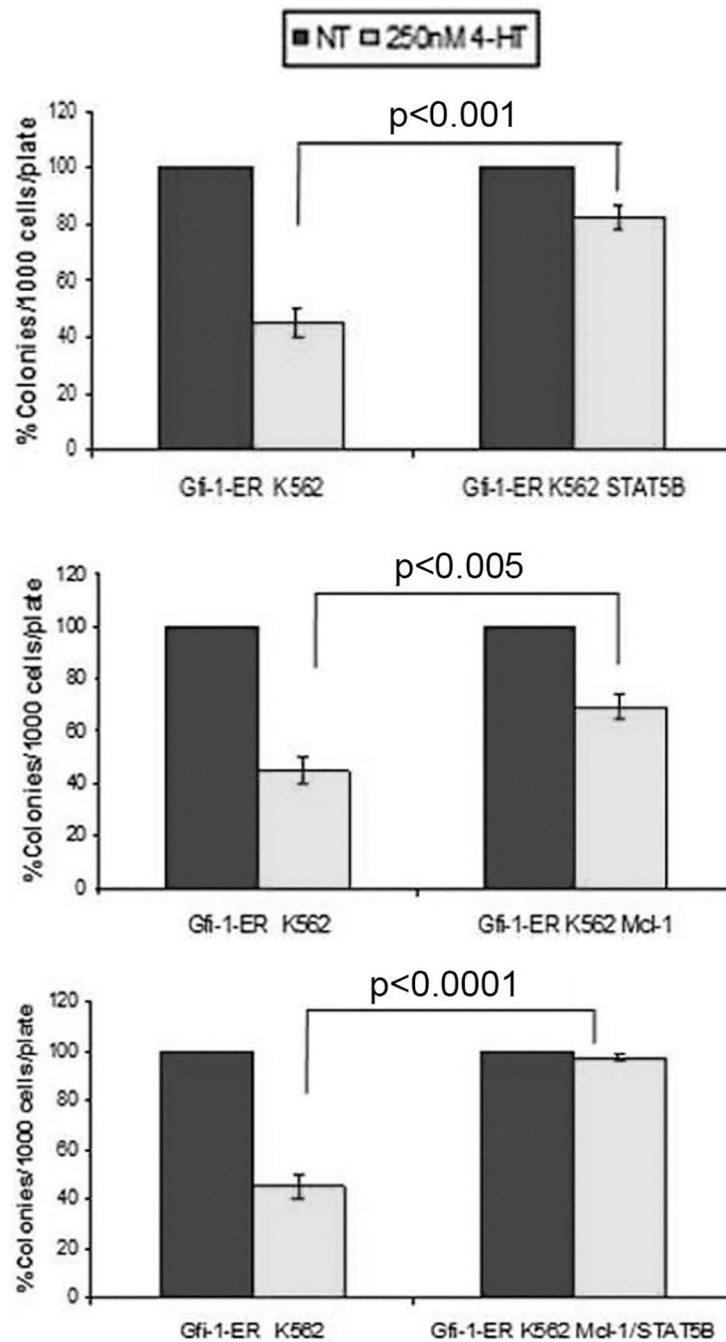 NT 250nM 4-HT
p<0.001
%Colonies/1000 cells/plate
120
100
80
60
40
20
0
Gfi-1-ER K562 Gfi-1-ER K562 STAT5B
p<0.005
%Colonies/1000 cells/plate
120
100
80
60
40
20
0
Gfi-1-ER K562 Gfi-1-ER K562 Mcl-1
p<0.0001
%Colonies/1000 cells/plate
120
100
80
60
40
20
0
Gfi-1-ER K562 Gfi-1-ER K562 Mcl-1/STAT5B